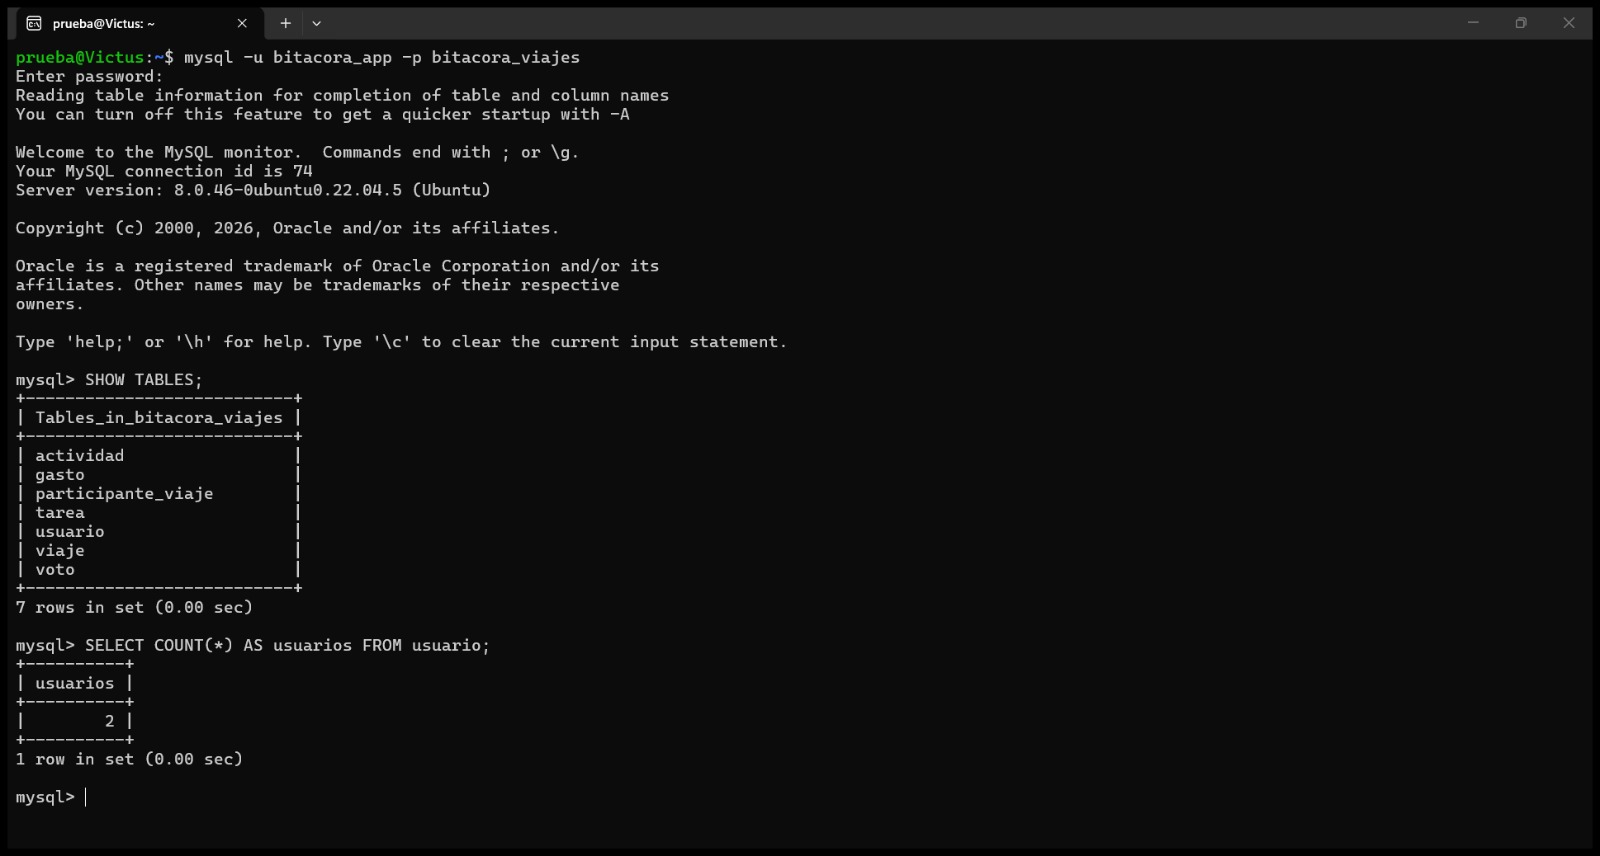 prueba@Victus: ~
prueba@Victus:~$ mysql -u bitacora_app -p bitacora_viajes
Enter password:
Reading table information for completion of table and column names
You can turn off this feature to get a quicker startup with -A

Welcome to the MySQL monitor.  Commands end with ; or \g.
Your MySQL connection id is 74
Server version: 8.0.46-0ubuntu0.22.04.5 (Ubuntu)

Copyright (c) 2000, 2026, Oracle and/or its affiliates.

Oracle is a registered trademark of Oracle Corporation and/or its
affiliates. Other names may be trademarks of their respective
owners.

Type 'help;' or '\h' for help. Type '\c' to clear the current input statement.

mysql> SHOW TABLES;
+---------------------------+
| Tables_in_bitacora_viajes |
+---------------------------+
| actividad                 |
| gasto                     |
| participante_viaje        |
| tarea                     |
| usuario                   |
| viaje                     |
| voto                      |
+---------------------------+
7 rows in set (0.00 sec)

mysql> SELECT COUNT(*) AS usuarios FROM usuario;
+----------+
| usuarios |
+----------+
|        2 |
+----------+
1 row in set (0.00 sec)

mysql>